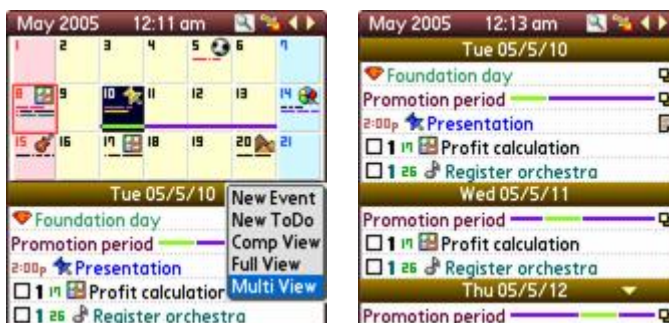 May 2005 12:11 am
1 2 3 4 5 6 7
8 9 10 11 12 13 14
15 16 17 18 19 20 21
Tue 05/5/10
Foundation day
Promotion period
2:00p Presentation
1 17 Profit calculation
1 26 Register orchestra
New Event
New ToDo
Comp View
Full View
Multi View
May 2005 12:13 am
Tue 05/5/10
Foundation day
Promotion period
2:00p Presentation
1 17 Profit calculation
1 26 Register orchestra
Wed 05/5/11
Promotion period
1 17 Profit calculation
1 26 Register orchestra
Thu 05/5/12
Promotion period